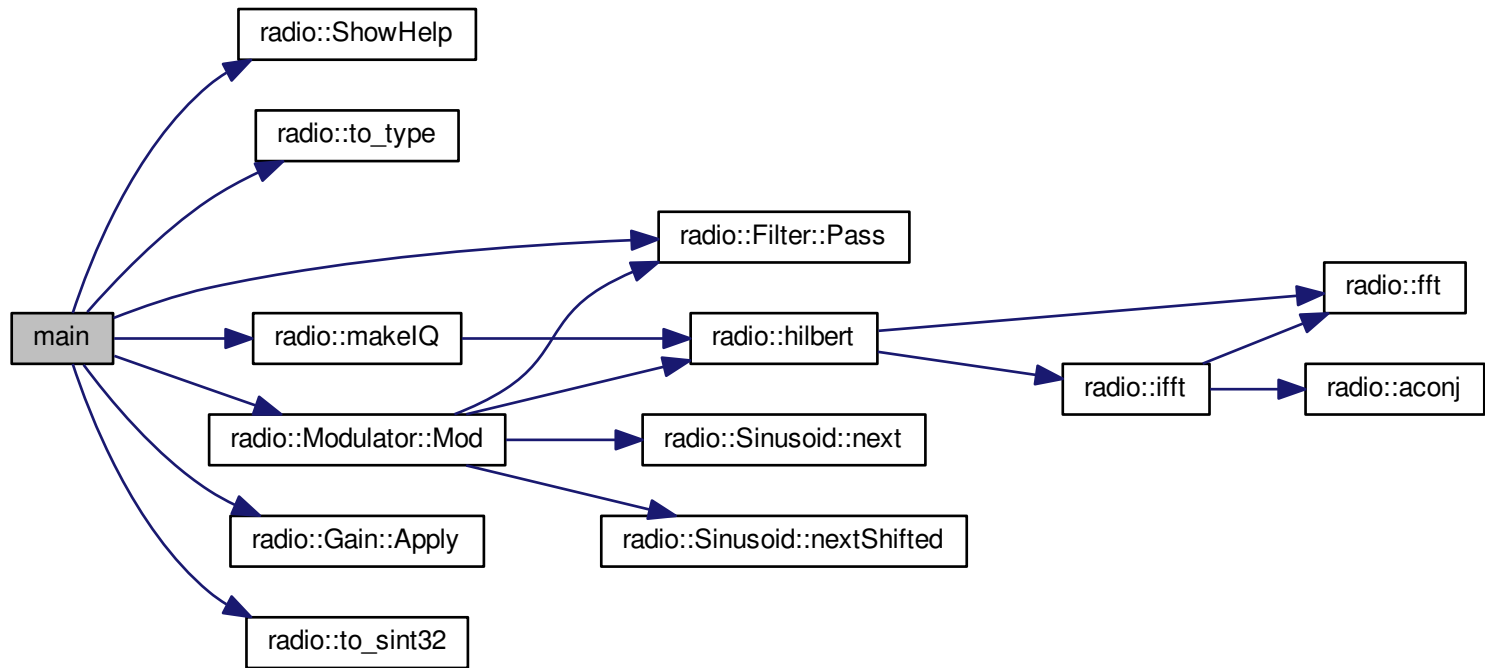 radio::ShowHelp
radio::to_type
radio::Filter::Pass
radio::fft
main
radio::makeIQ
radio::hilbert
radio::ifft
radio::aconj
radio::Modulator::Mod
radio::Sinusoid::next
radio::Gain::Apply
radio::Sinusoid::nextShifted
radio::to_sint32